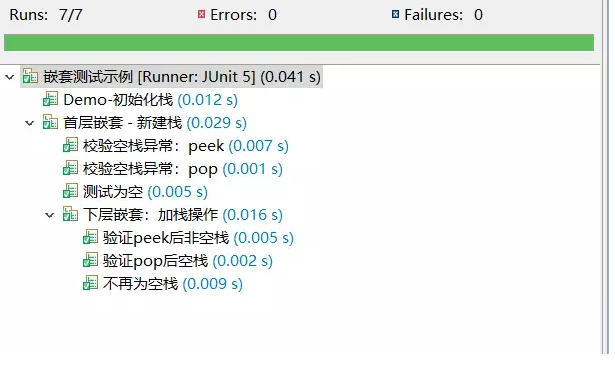 Runs: 7/7 Errors: 0 Failures: 0
嵌套测试示例 [Runner: JUnit 5] (0.041 s)
Demo-初始化栈 (0.012 s)
首层嵌套 - 新建栈 (0.029 s)
校验空栈异常：peek (0.007 s)
校验空栈异常：pop (0.001 s)
测试为空 (0.005 s)
下层嵌套：加栈操作 (0.016 s)
验证peek后非空栈 (0.005 s)
验证pop后空栈 (0.002 s)
不再为空栈 (0.009 s)